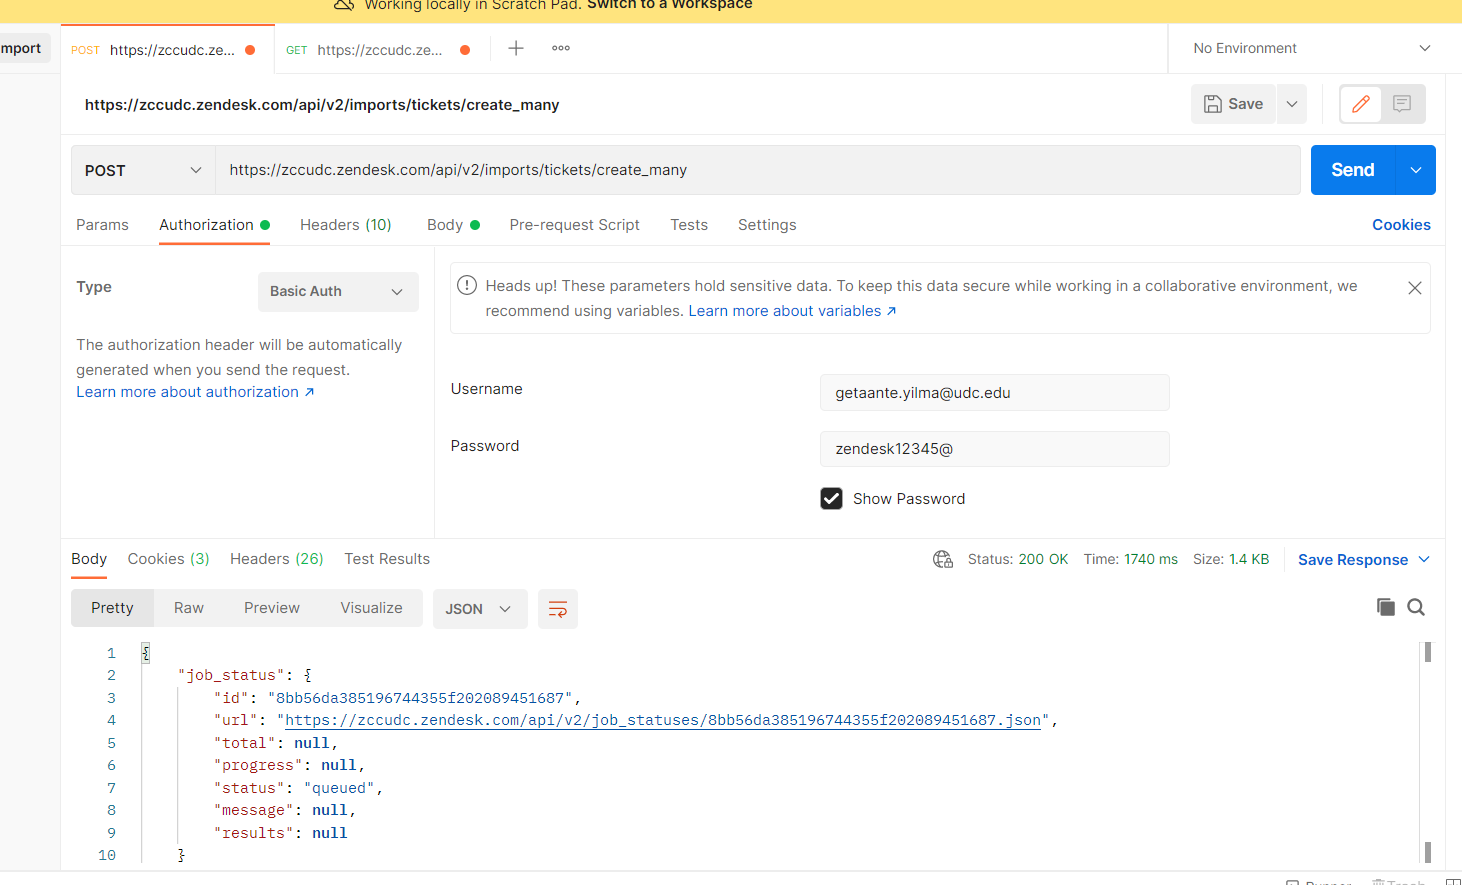 Working locally in Scratch Pad. Switch to a Workspace
mport
POST https://zccudc.ze...
GET https://zccudc.ze...
No Environment
https://zccudc.zendesk.com/api/v2/imports/tickets/create_many
Save
POST
https://zccudc.zendesk.com/api/v2/imports/tickets/create_many
Send
Params Authorization Headers (10) Body Pre-request Script Tests Settings Cookies
Type
Basic Auth
The authorization header will be automatically
generated when you send the request.
Learn more about authorization ↗
Heads up! These parameters hold sensitive data. To keep this data secure while working in a collaborative environment, we
recommend using variables. Learn more about variables ↗
Username
getaante.yilma@udc.edu
Password
zendesk12345@
Show Password
Body Cookies (3) Headers (26) Test Results
Status: 200 OK Time: 1740 ms Size: 1.4 KB Save Response
Pretty Raw Preview Visualize JSON
1 {
2 "job_status": {
3 "id": "8bb56da385196744355f202089451687",
4 "url": "https://zccudc.zendesk.com/api/v2/job_statuses/8bb56da385196744355f202089451687.json",
5 "total": null,
6 "progress": null,
7 "status": "queued",
8 "message": null,
9 "results": null
10 }
Runner Trash